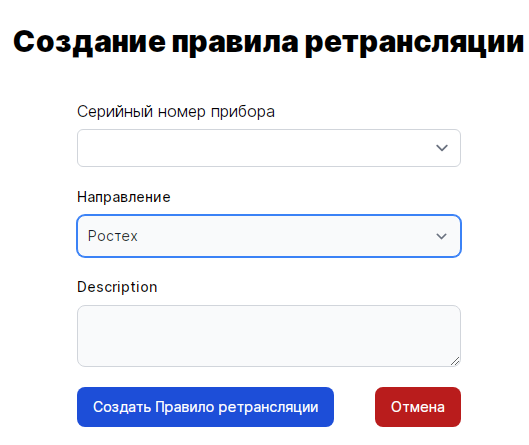 Создание правила ретрансляции
Серийный номер прибора
Направление
Ростех
Description
Создать Правило ретрансляции
Отмена